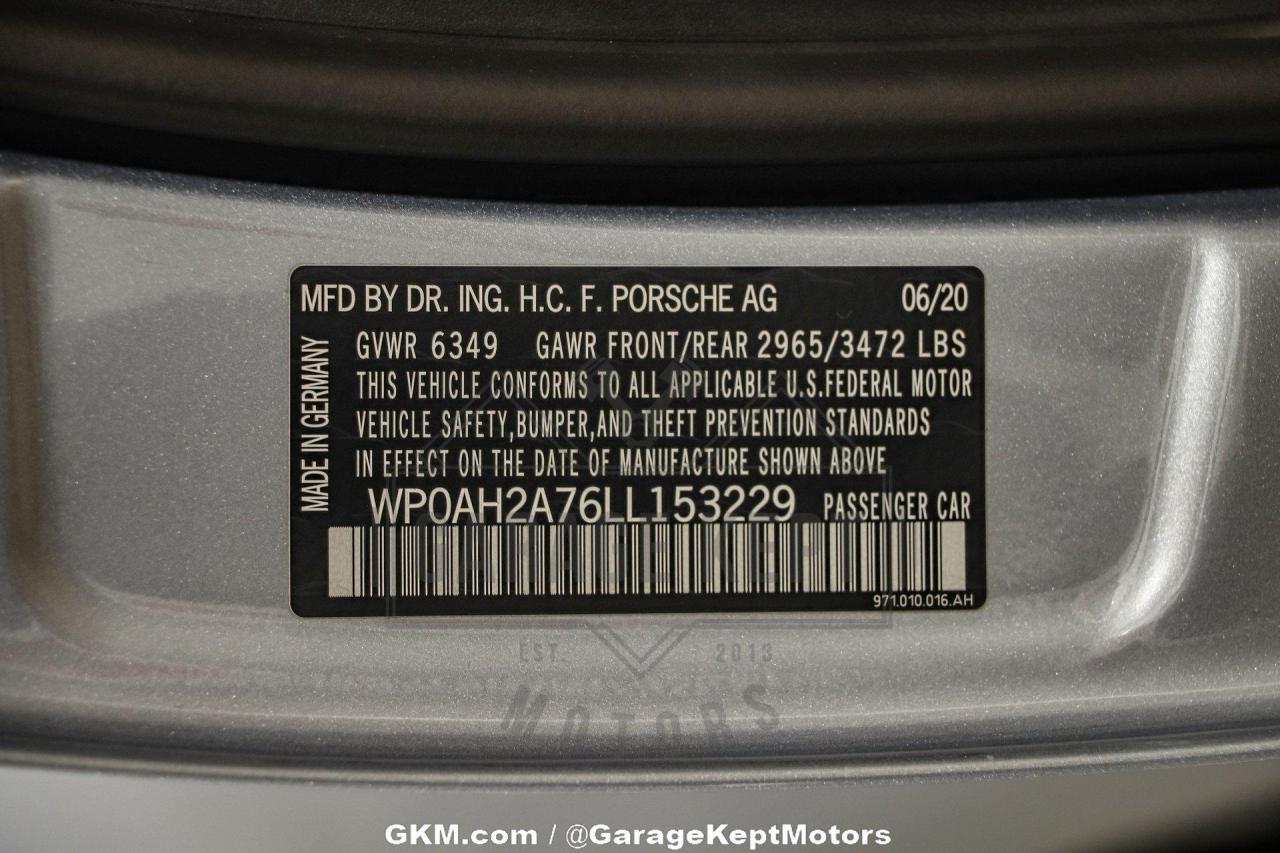 MFD BY DR. ING. H.C. F. PORSCHE AG 06/20
GVWR 6349 GAWR FRONT/REAR 2965/3472 LBS
THIS VEHICLE CONFORMS TO ALL APPLICABLE U.S.FEDERAL MOTOR
VEHICLE SAFETY,BUMPER,AND THEFT PREVENTION STANDARDS
IN EFFECT ON THE DATE OF MANUFACTURE SHOWN ABOVE
MADE IN GERMANY
WP0AH2A76LL153229 PASSENGER CAR
971.010.016.AH
GARAGE KEPT
EST. 2013
MOTORS
GKM.com / @GarageKeptMotors